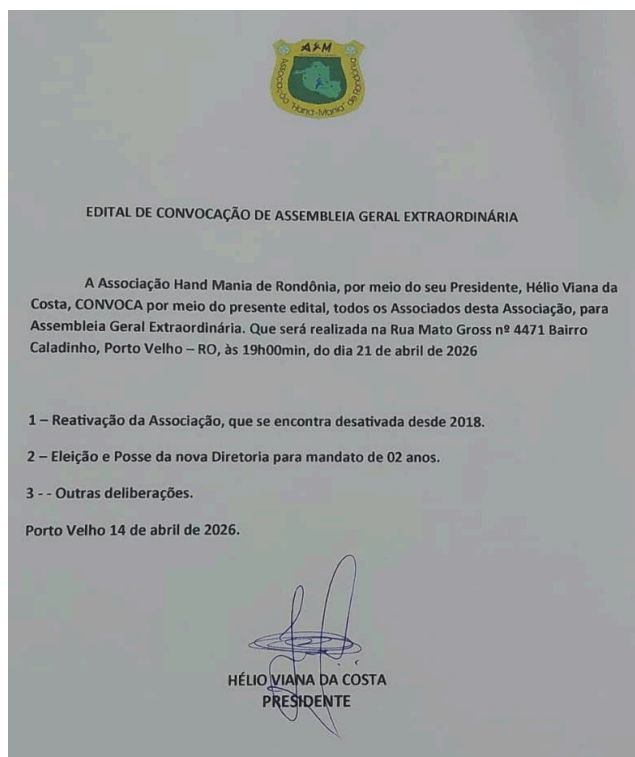 AHM
Associação "Hand-Mania" de Rondônia
EDITAL DE CONVOCAÇÃO DE ASSEMBLEIA GERAL EXTRAORDINÁRIA
A Associação Hand Mania de Rondônia, por meio do seu Presidente, Hélio Viana da
Costa, CONVOCA por meio do presente edital, todos os Associados desta Associação, para
Assembleia Geral Extraordinária. Que será realizada na Rua Mato Gross nº 4471 Bairro
Caladinho, Porto Velho – RO, às 19h00min, do dia 21 de abril de 2026
1 – Reativação da Associação, que se encontra desativada desde 2018.
2 – Eleição e Posse da nova Diretoria para mandato de 02 anos.
3 - - Outras deliberações.
Porto Velho 14 de abril de 2026.
HÉLIO VIANA DA COSTA
PRESIDENTE